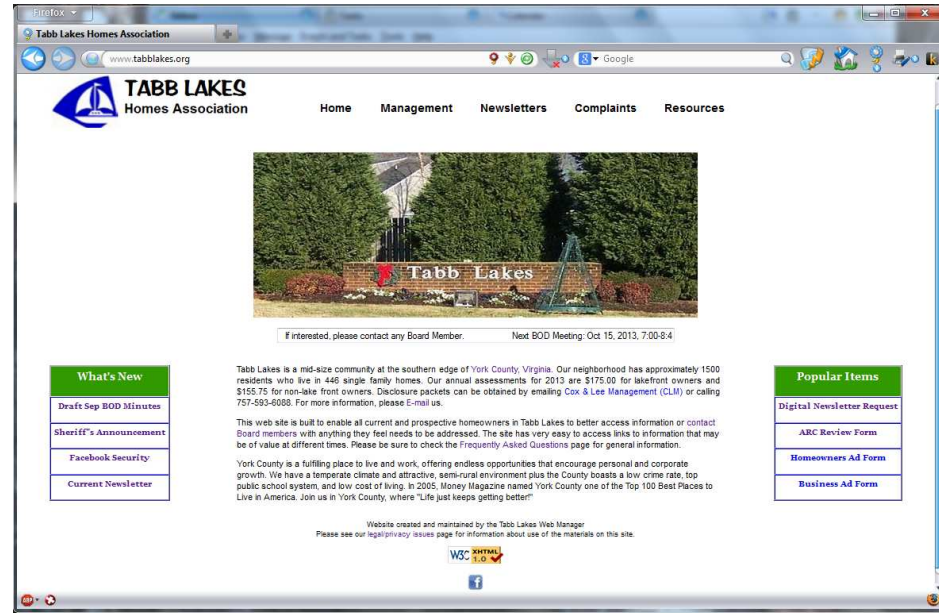 Firefox
Tabb Lakes Homes Association
www.tabblakes.org
Google
TABB LAKES
Homes Association
Home Management Newsletters Complaints Resources
Tabb Lakes
If interested, please contact any Board Member. Next BOD Meeting: Oct 15, 2013, 7:00-8:4
What's New
Draft Sep BOD Minutes
Sheriff"s Announcement
Facebook Security
Current Newsletter
Tabb Lakes is a mid-size community at the southern edge of York County, Virginia. Our neighborhood has approximately 1500
residents who live in 446 single family homes. Our annual assessments for 2013 are $175.00 for lakefront owners and
$155.75 for non-lake front owners. Disclosure packets can be obtained by emailing Cox & Lee Management (CLM) or calling
757-593-6088. For more information, please E-mail us.
This web site is built to enable all current and prospective homeowners in Tabb Lakes to better access information or contact
Board members with anything they feel needs to be addressed. The site has very easy to access links to information that may
be of value at different times. Please be sure to check the Frequently Asked Questions page for general information.
York County is a fulfilling place to live and work, offering endless opportunities that encourage personal and corporate
growth. We have a temperate climate and attractive, semi-rural environment plus the County boasts a low crime rate, top
public school system, and low cost of living. In 2005, Money Magazine named York County one of the Top 100 Best Places to
Live in America. Join us in York County, where "Life just keeps getting better!"
Popular Items
Digital Newsletter Request
ARC Review Form
Homeowners Ad Form
Business Ad Form
Website created and maintained by the Tabb Lakes Web Manager
Please see our legal/privacy issues page for information about use of the materials on this site.
W3C XHTML 1.0
f
ABP